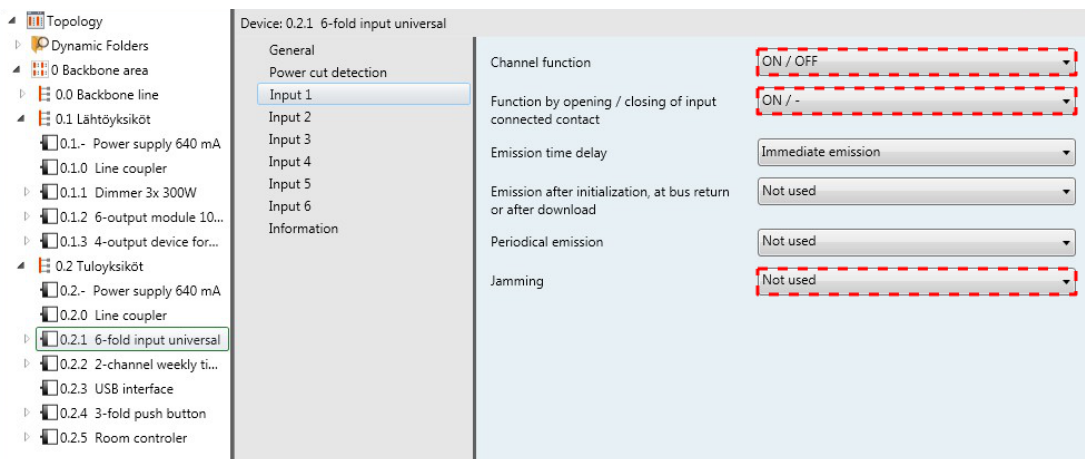 Topology
Dynamic Folders
0 Backbone area
0.0 Backbone line
0.1 Lähtöyksiköt
0.1.- Power supply 640 mA
0.1.0 Line coupler
0.1.1 Dimmer 3x 300W
0.1.2 6-output module 10...
0.1.3 4-output device for...
0.2 Tuloyksiköt
0.2.- Power supply 640 mA
0.2.0 Line coupler
0.2.1 6-fold input universal
0.2.2 2-channel weekly ti...
0.2.3 USB interface
0.2.4 3-fold push button
0.2.5 Room controler
Device: 0.2.1 6-fold input universal
General
Power cut detection
Input 1
Input 2
Input 3
Input 4
Input 5
Input 6
Information
Channel function
ON / OFF
Function by opening / closing of input
connected contact
ON / -
Emission time delay
Immediate emission
Emission after initialization, at bus return
or after download
Not used
Periodical emission
Not used
Jamming
Not used